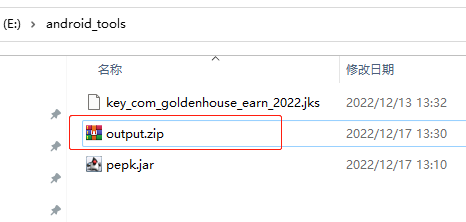 (E:) > android_tools
名称 修改日期
key_com_goldenhouse_earn_2022.jks 2022/12/13 13:32
output.zip 2022/12/17 13:30
pepk.jar 2022/12/17 13:10